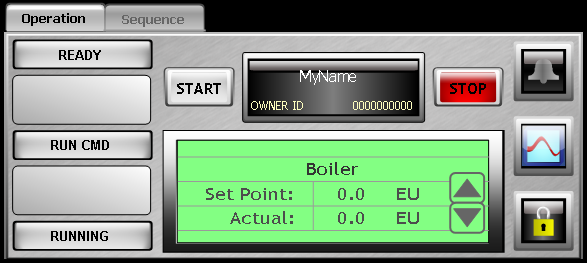 Operation
Sequence
READY
START
MyName
OWNER ID 0000000000
STOP
RUN CMD
RUNNING
Boiler
Set Point: 0.0 EU
Actual: 0.0 EU